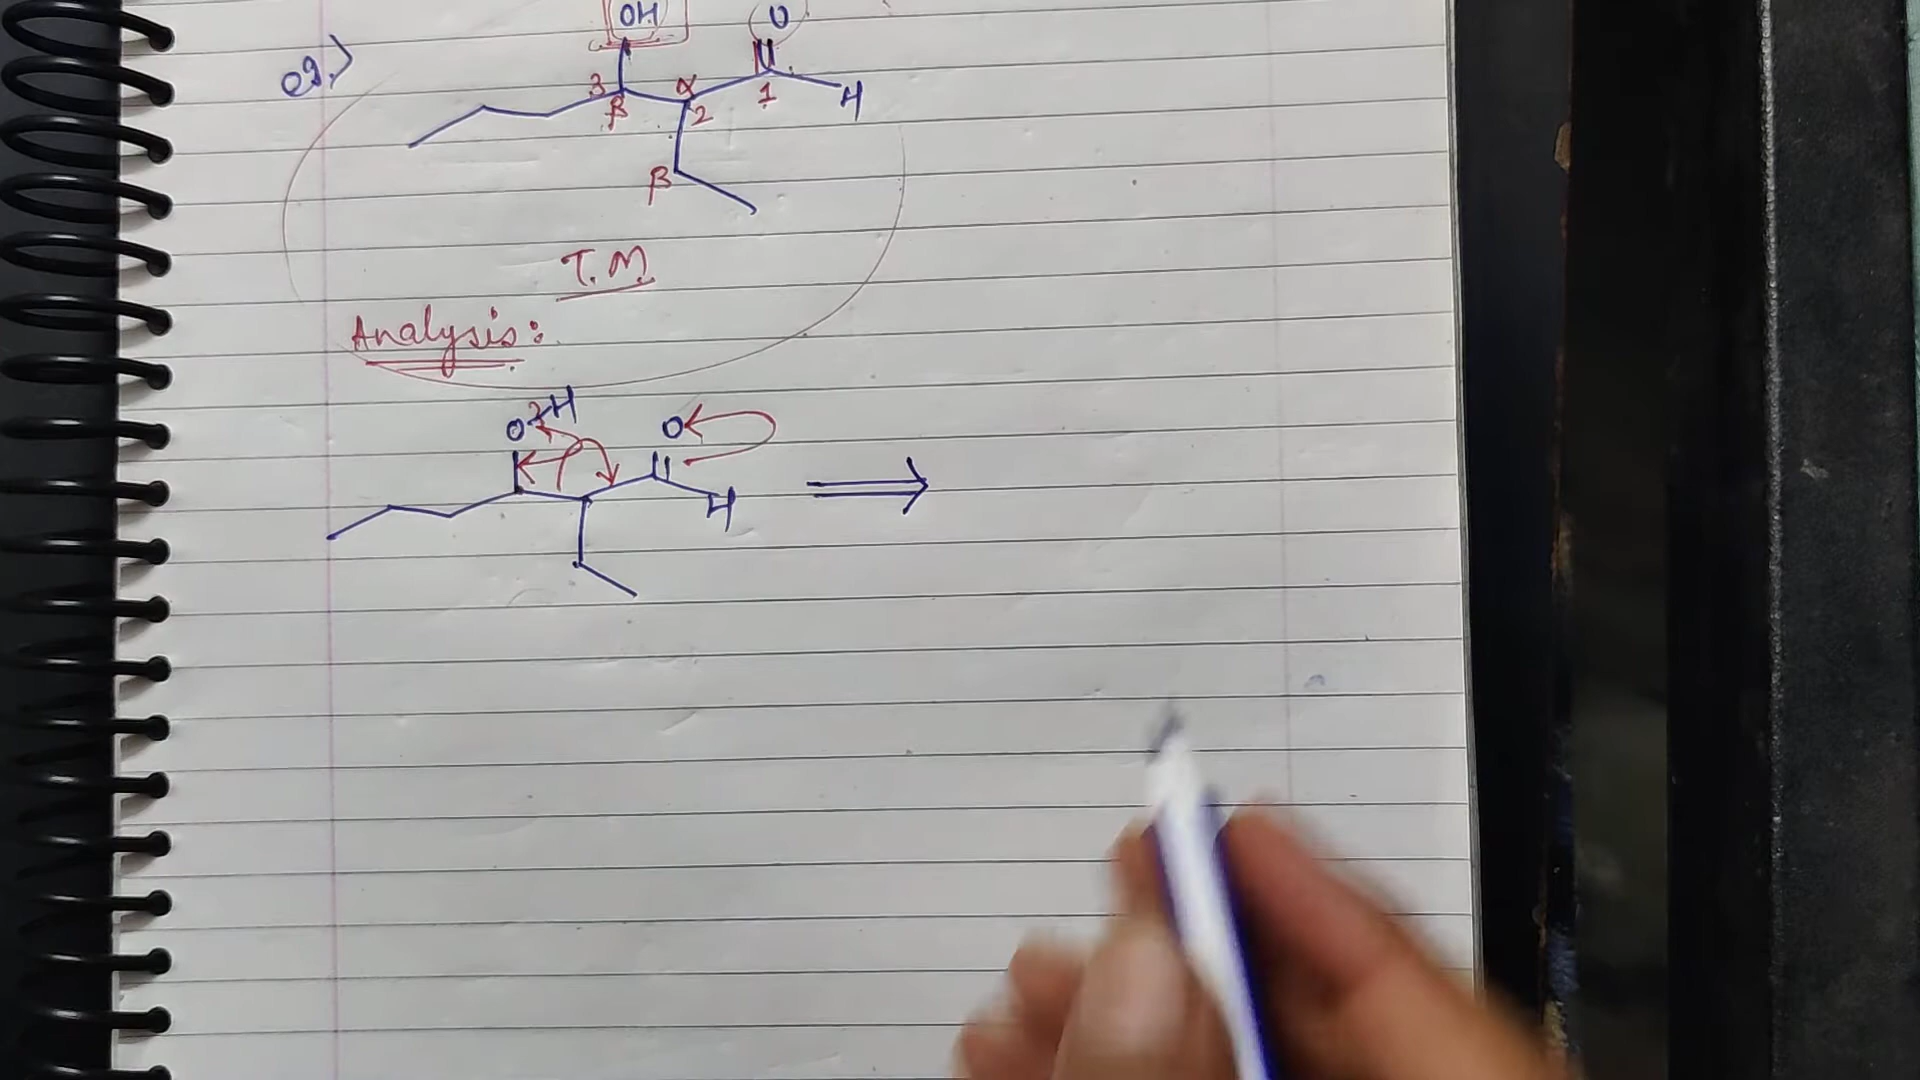 eg.>
OH O
3 α
β 2 1 H
β
T.M.
Analysis:
O H O
H